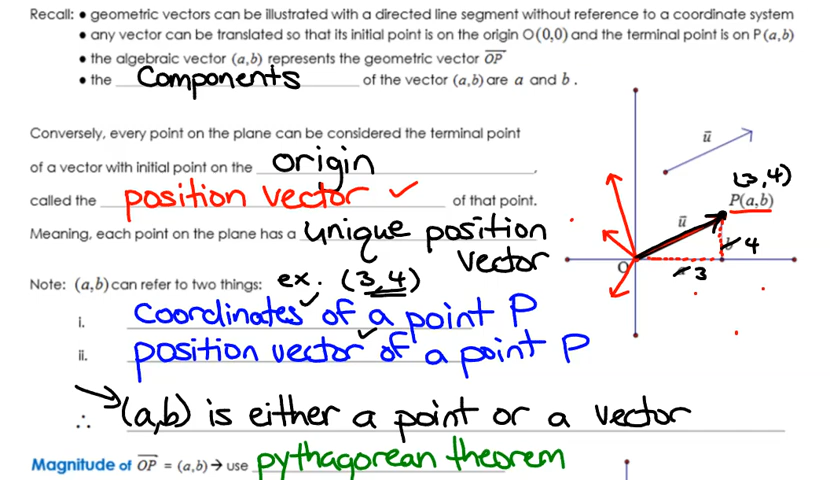 Recall: • geometric vectors can be illustrated with a directed line segment without reference to a coordinate system
• any vector can be translated so that its initial point is on the origin O(0,0) and the terminal point is on P(a,b)
• the algebraic vector (a,b) represents the geometric vector OP
• the Components of the vector (a,b) are a and b.
Conversely, every point on the plane can be considered the terminal point
of a vector with initial point on the origin,
called the position vector ✓ of that point.
Meaning, each point on the plane has a unique position
vector
Note: (a,b) can refer to two things: ex. (3,4)
i. coordinates of a point P
ii. position vector of a point P
∴ (a,b) is either a point or a vector
Magnitude of OP = (a,b) → use pythagorean theorem
u
(3,4)
P(a,b)
u
4
O
3